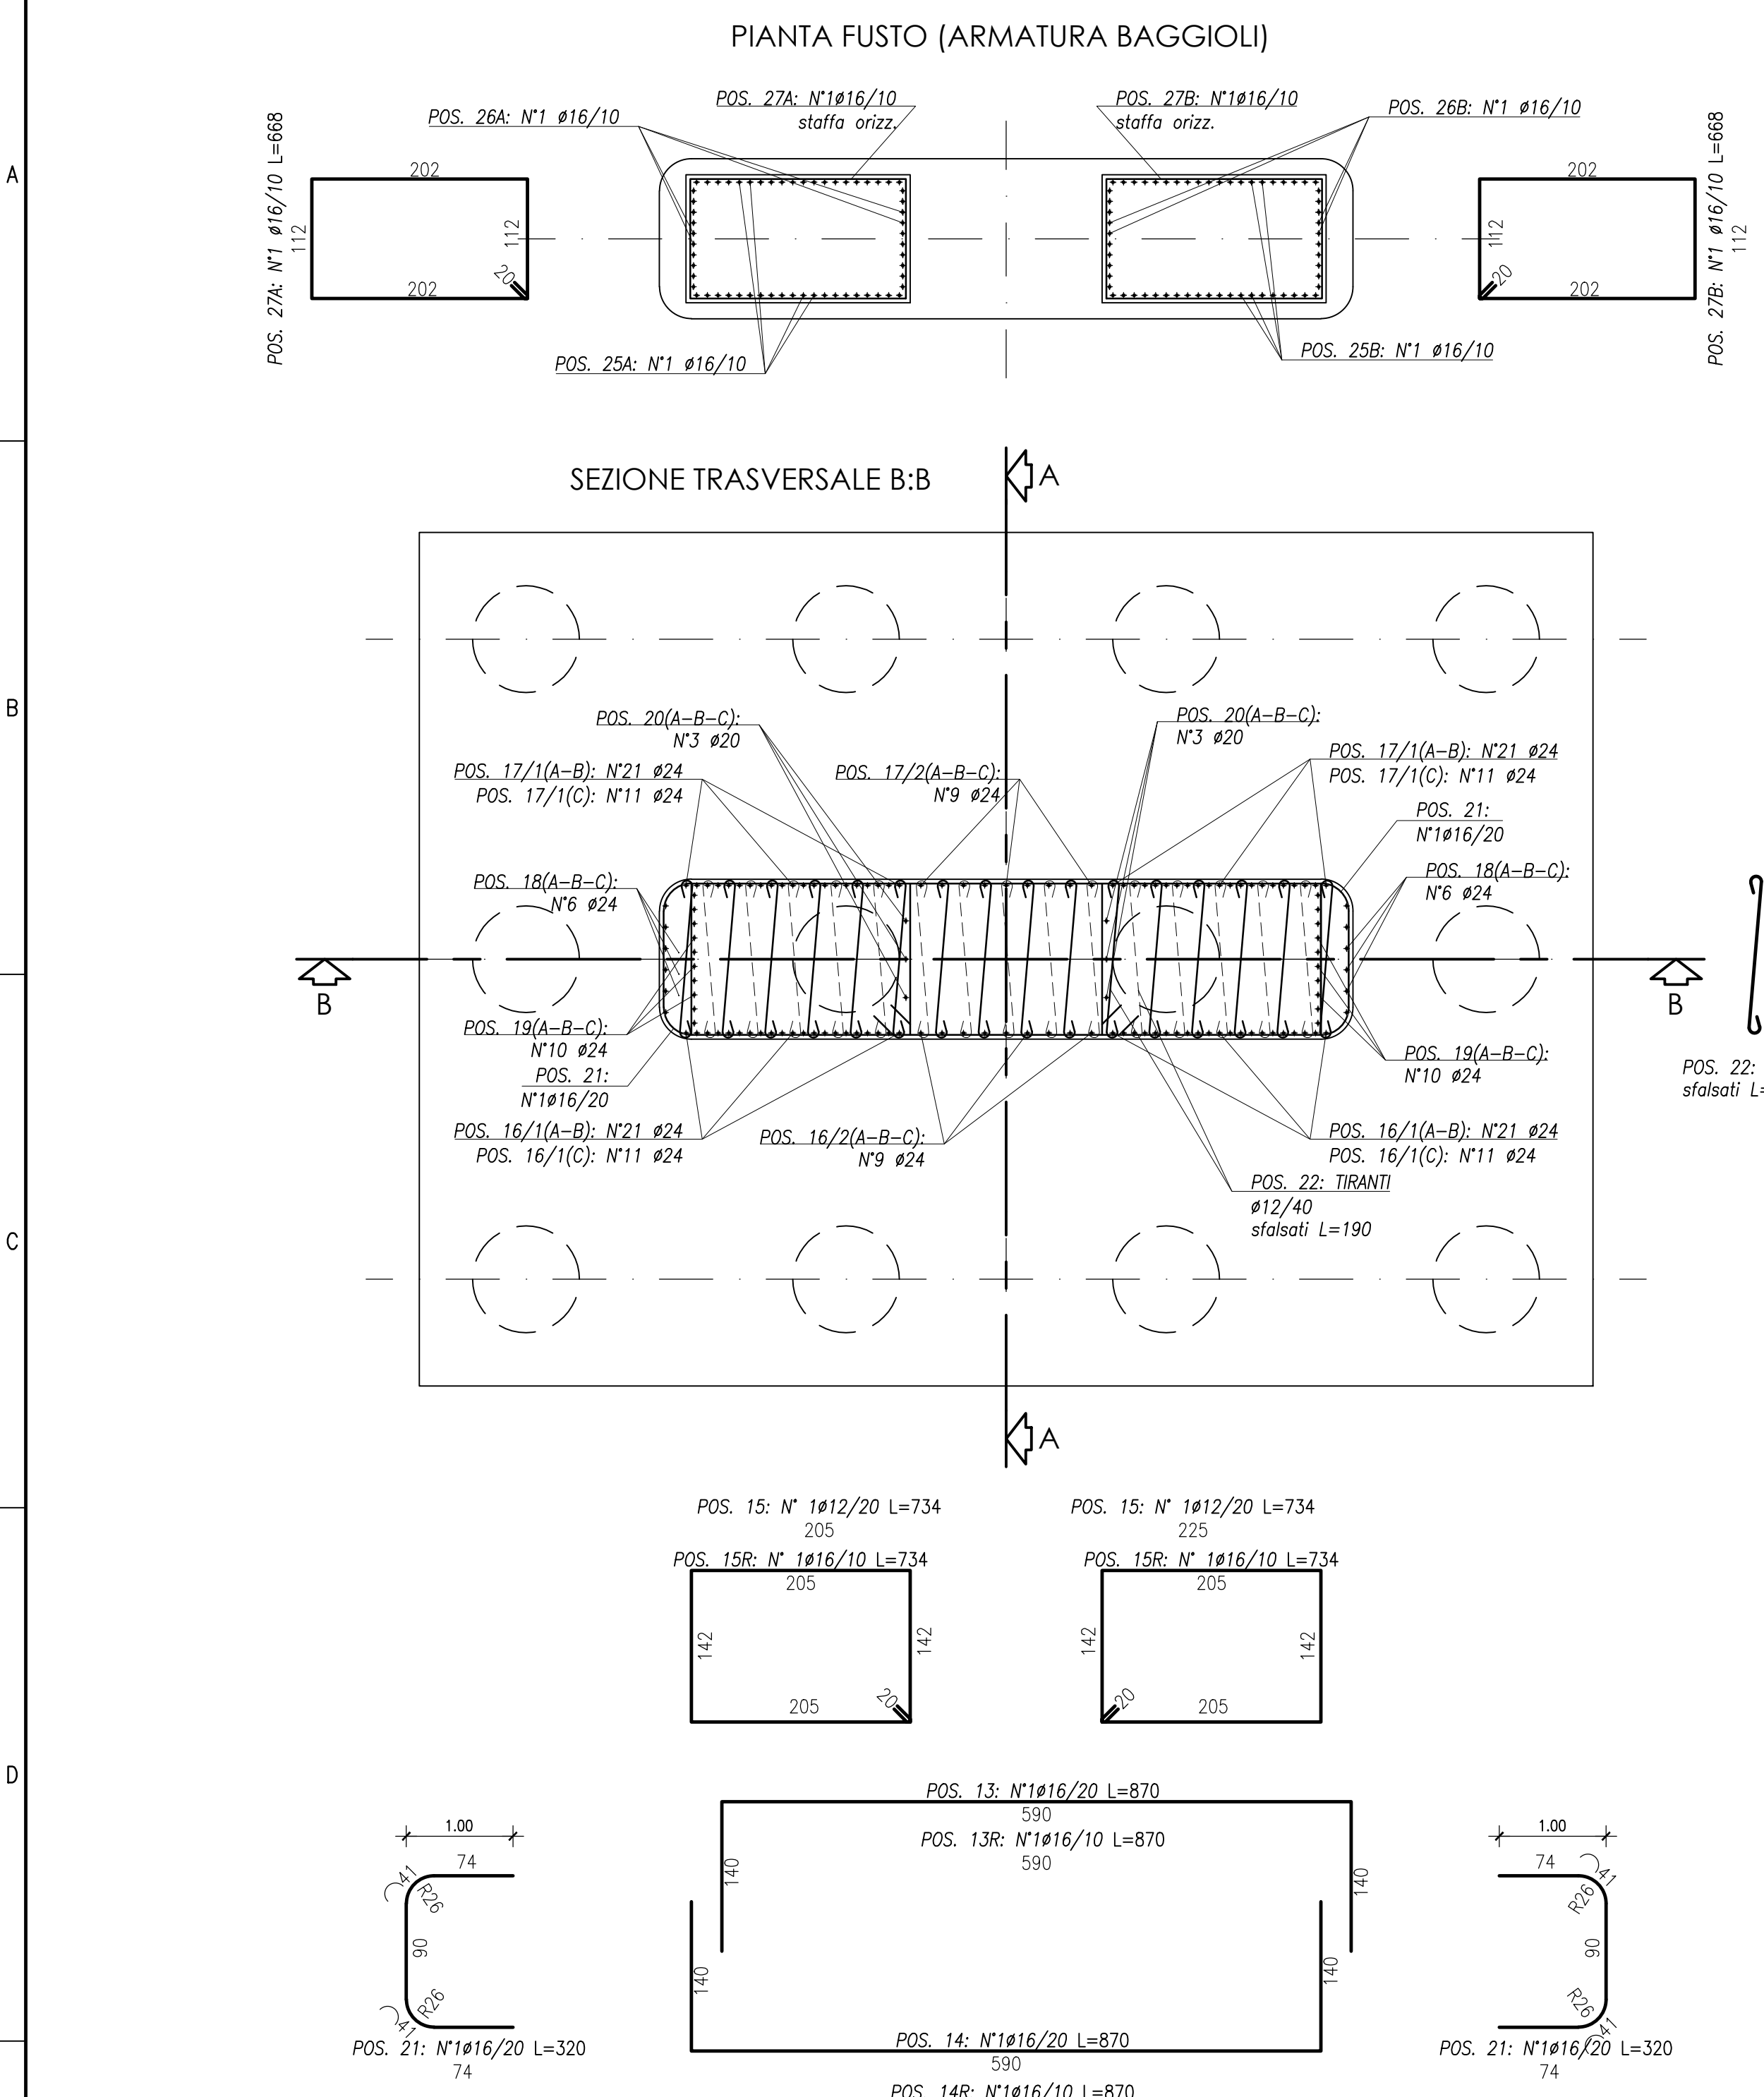 PIANTA FUSTO (ARMATURA BAGGIOLI)
POS. 27A: N°1 ø16/10 L=668
202
112
112
20
202
POS. 26A: N°1 ø16/10
POS. 27A: N°1ø16/10
staffa orizz.
POS. 27B: N°1ø16/10
staffa orizz.
POS. 26B: N°1 ø16/10
202
112
20
202
POS. 27B: N°1 ø16/10 L=668
112
POS. 25A: N°1 ø16/10
POS. 25B: N°1 ø16/10
A
SEZIONE TRASVERSALE B:B
A
B
POS. 20(A-B-C):
N°3 ø20
POS. 17/1(A-B): N°21 ø24
POS. 17/1(C): N°11 ø24
POS. 17/2(A-B-C):
N°9 ø24
POS. 20(A-B-C):
N°3 ø20
POS. 17/1(A-B): N°21 ø24
POS. 17/1(C): N°11 ø24
POS. 21:
N°1ø16/20
POS. 18(A-B-C):
N°6 ø24
POS. 18(A-B-C):
N°6 ø24
B
B
POS. 19(A-B-C):
N°10 ø24
POS. 21:
N°1ø16/20
POS. 19(A-B-C):
N°10 ø24
POS. 22:
sfalsati L=
POS. 16/1(A-B): N°21 ø24
POS. 16/1(C): N°11 ø24
POS. 16/2(A-B-C):
N°9 ø24
POS. 16/1(A-B): N°21 ø24
POS. 16/1(C): N°11 ø24
POS. 22: TIRANTI
ø12/40
sfalsati L=190
C
A
POS. 15: N° 1ø12/20 L=734
205
POS. 15R: N° 1ø16/10 L=734
205
142
142
20
205
POS. 15: N° 1ø12/20 L=734
225
POS. 15R: N° 1ø16/10 L=734
205
142
142
20
205
D
POS. 13: N°1ø16/20 L=870
590
POS. 13R: N°1ø16/10 L=870
590
140
140
140
140
POS. 14: N°1ø16/20 L=870
590
POS. 14R: N°1ø16/10 L=870
1.00
74
41
R26
90
R26
41
POS. 21: N°1ø16/20 L=320
74
1.00
74
41
R26
90
R26
41
POS. 21: N°1ø16/20 L=320
74